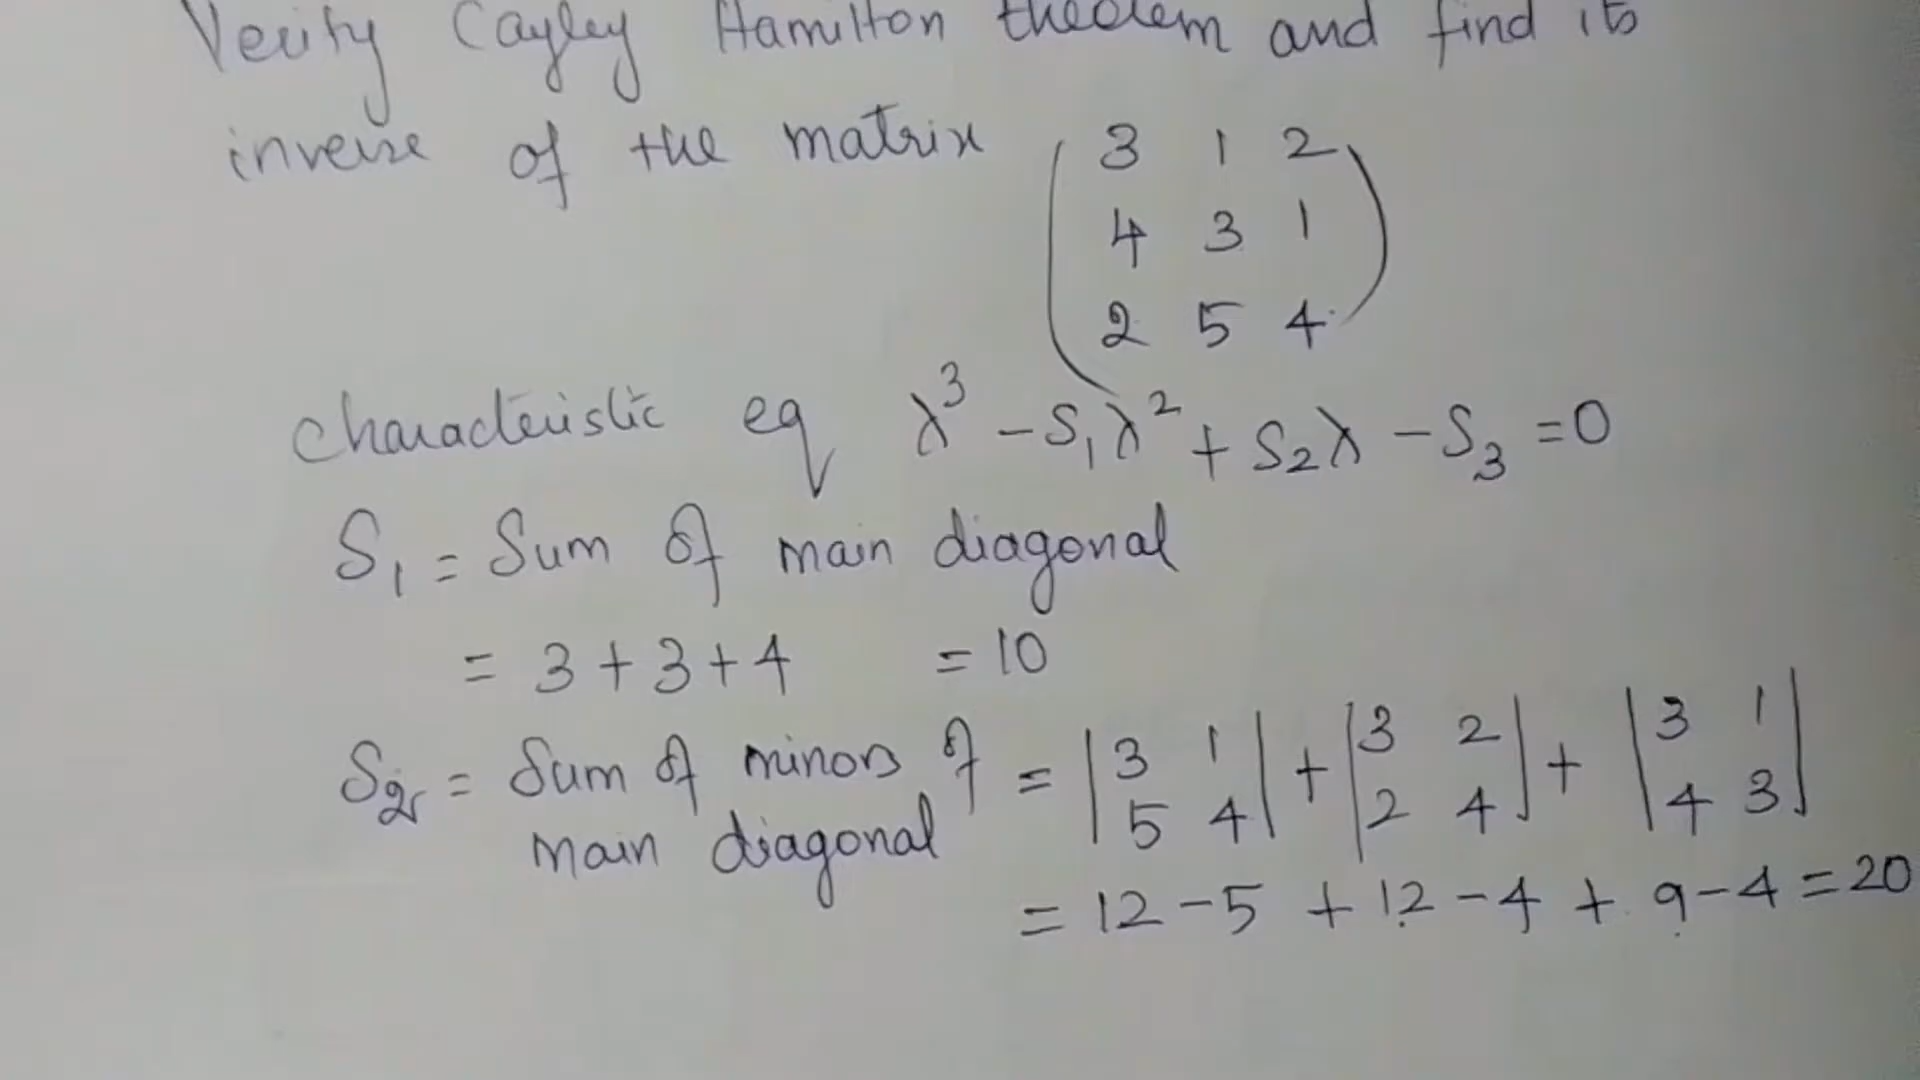 Verify Cayley Hamilton theorem and find its
inverse of the matrix
3 1 2
4 3 1
2 5 4
characteristic eq λ³ - S₁λ² + S₂λ - S₃ = 0
S₁ = Sum of main diagonal
= 3 + 3 + 4 = 10
S₂ = Sum of minors of main diagonal = |3 1| + |3 2| + |3 1|
|5 4| |2 4| |4 3|
= 12 - 5 + 12 - 4 + 9 - 4 = 20